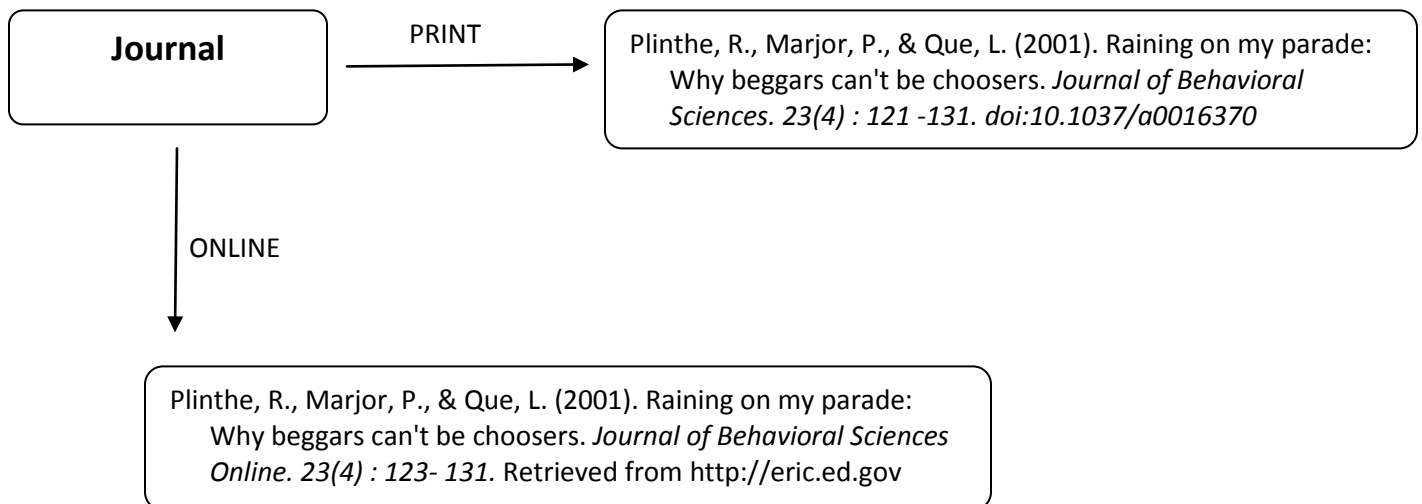 Journal
PRINT
Plinthe, R., Marjor, P., & Que, L. (2001). Raining on my parade:
Why beggars can't be choosers. Journal of Behavioral
Sciences. 23(4) : 121 -131. doi:10.1037/a0016370
ONLINE
Plinthe, R., Marjor, P., & Que, L. (2001). Raining on my parade:
Why beggars can't be choosers. Journal of Behavioral Sciences
Online. 23(4) : 123- 131. Retrieved from http://eric.ed.gov